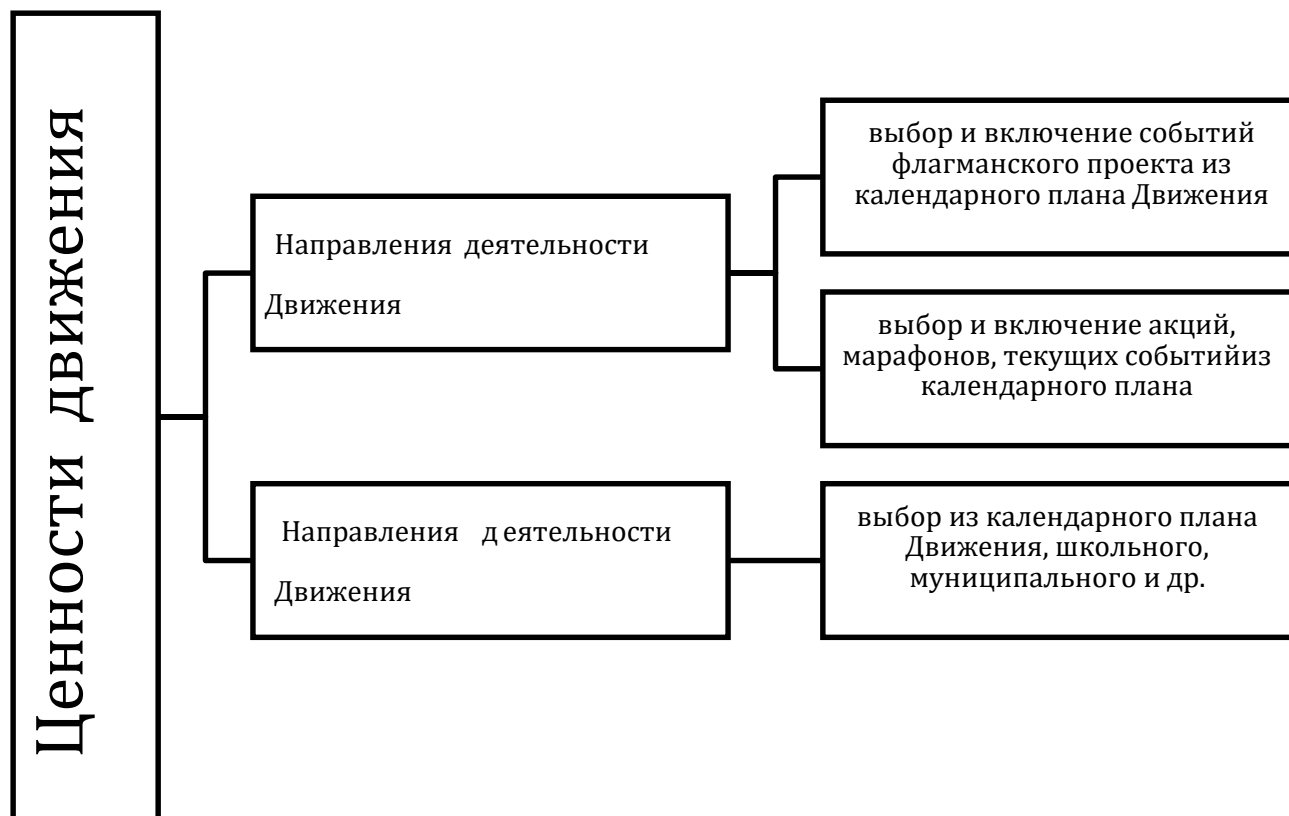 Ценности движения
Направления деятельности
Движения
выбор и включение событий
флагманского проекта из
календарного плана Движения
выбор и включение акций,
марафонов, текущих событийиз
календарного плана
Направления д еятельности
Движения
выбор из календарного плана
Движения, школьного,
муниципального и др.